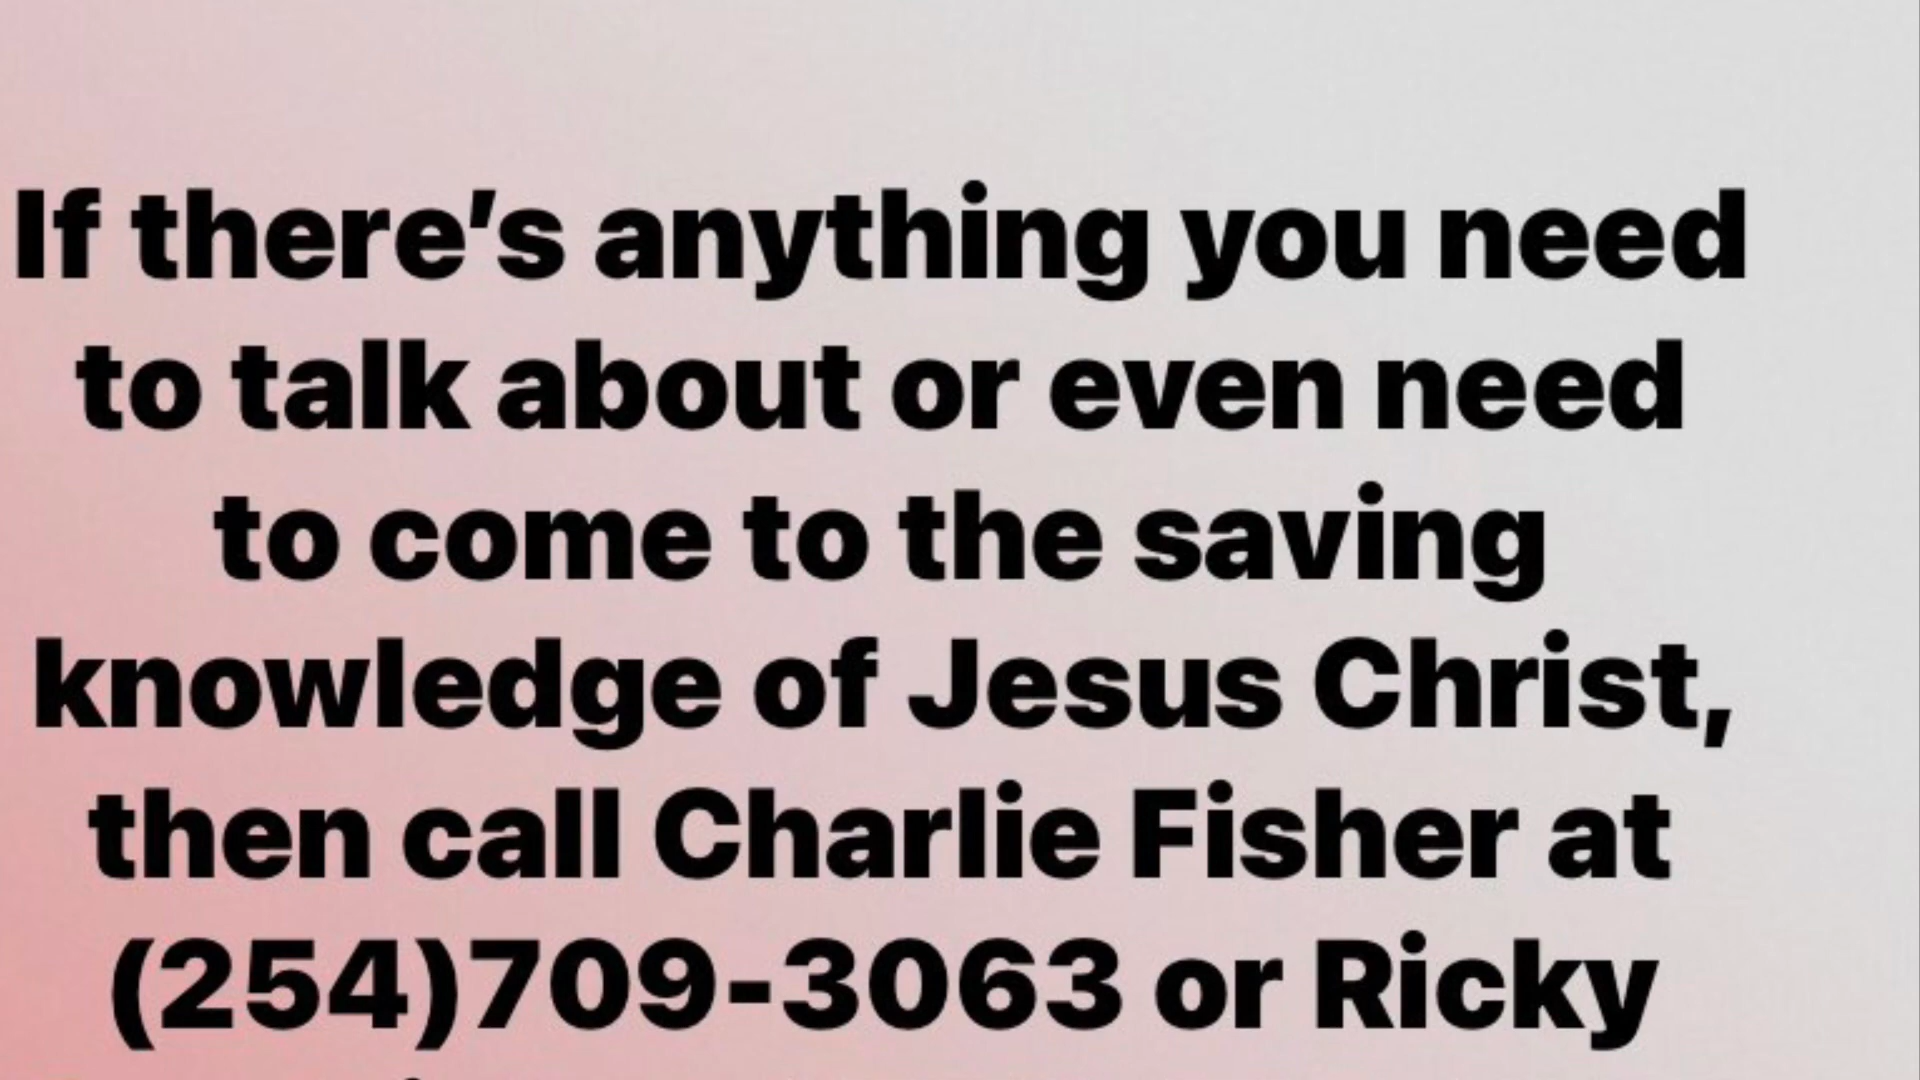 If there’s anything you need
to talk about or even need
to come to the saving
knowledge of Jesus Christ,
then call Charlie Fisher at
(254)709-3063 or Ricky